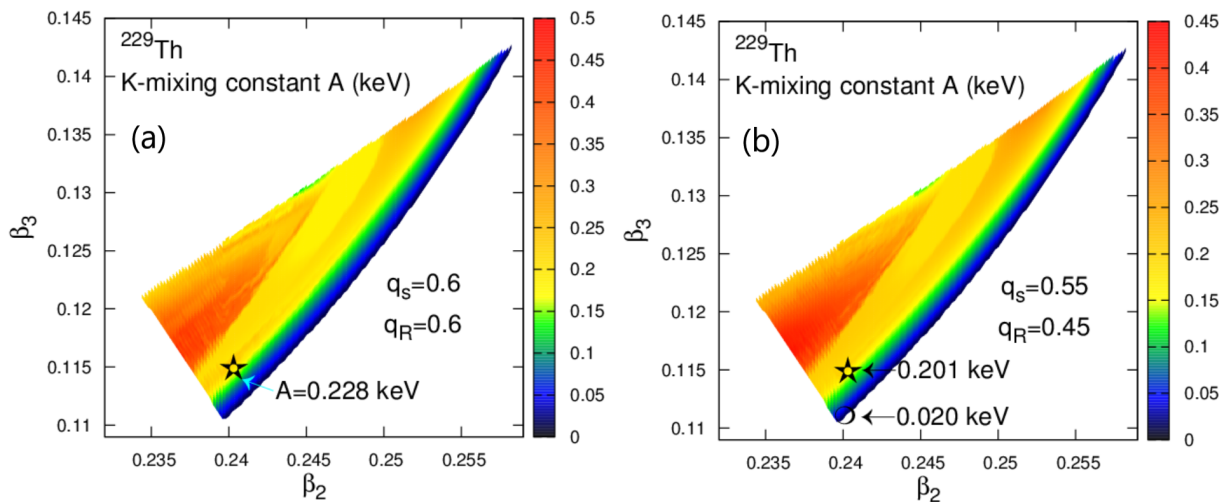 0.145
0.14
0.135
0.13
0.125
0.12
0.115
0.11
β3
0.235
0.24
0.245
0.25
0.255
β2
229Th
K-mixing constant A (keV)
(a)
qs=0.6
qR=0.6
A=0.228 keV
0.5
0.45
0.4
0.35
0.3
0.25
0.2
0.15
0.1
0.05
0
0.145
0.14
0.135
0.13
0.125
0.12
0.115
0.11
β3
0.235
0.24
0.245
0.25
0.255
β2
229Th
K-mixing constant A (keV)
(b)
qs=0.55
qR=0.45
0.201 keV
0.020 keV
0.45
0.4
0.35
0.3
0.25
0.2
0.15
0.1
0.05
0